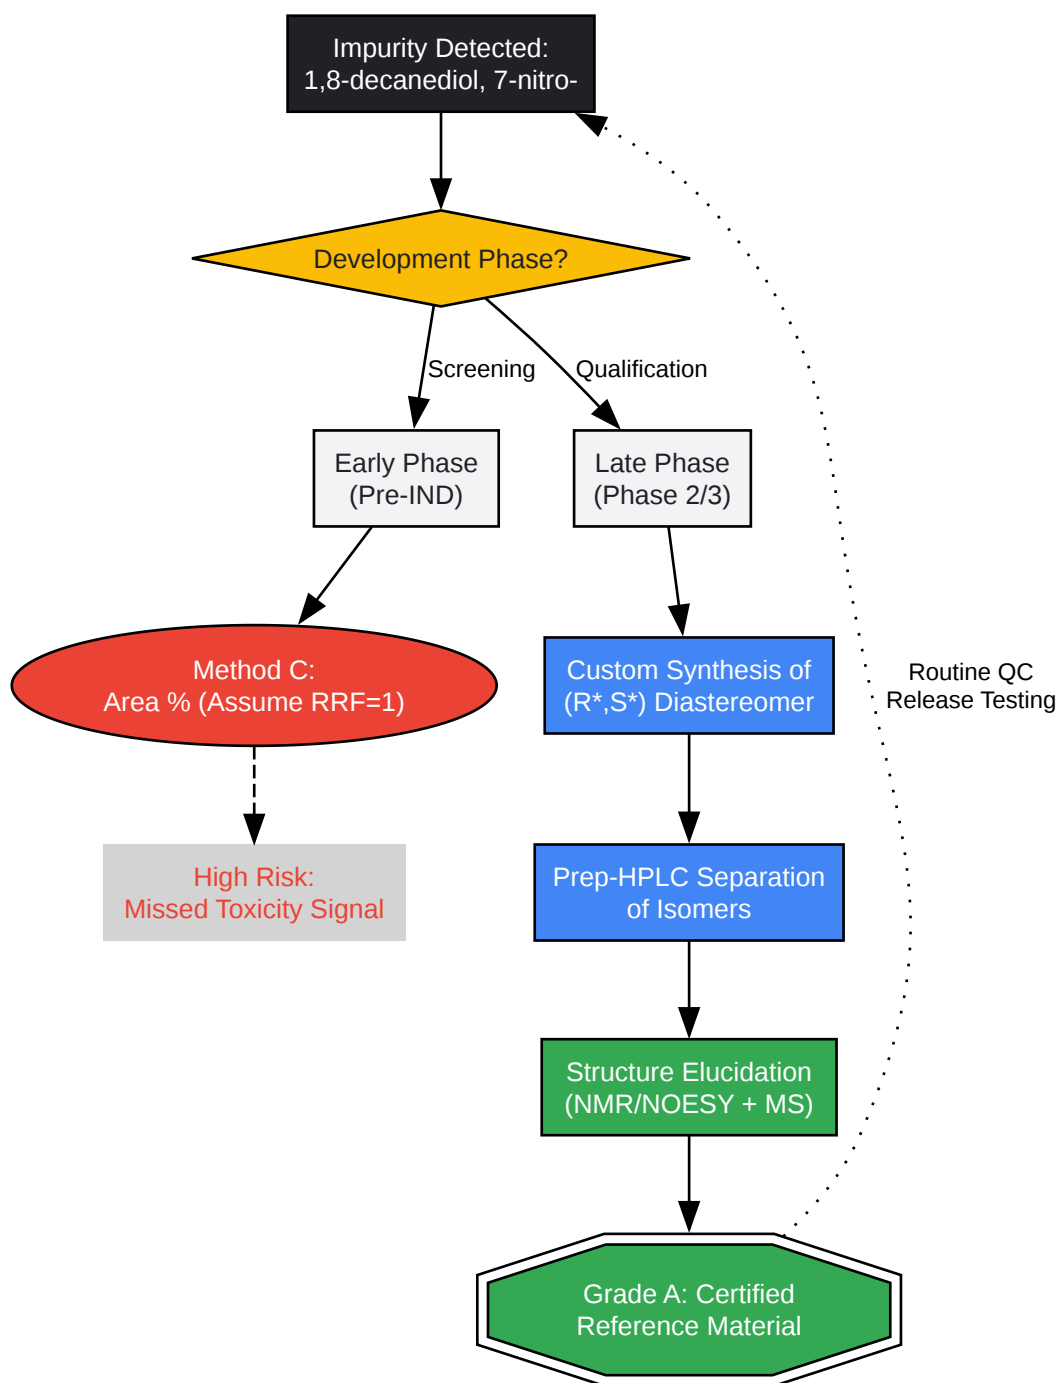 Impurity Detected:
1,8-decanediol, 7-nitro-
Development Phase?
Screening
Qualification
Early Phase
(Pre-IND)
Late Phase
(Phase 2/3)
Method C:
Area % (Assume RRF=1)
Custom Synthesis of
(R*,S*) Diastereomer
Routine QC
Release Testing
High Risk:
Missed Toxicity Signal
Prep-HPLC Separation
of Isomers
Structure Elucidation
(NMR/NOESY + MS)
Grade A: Certified
Reference Material